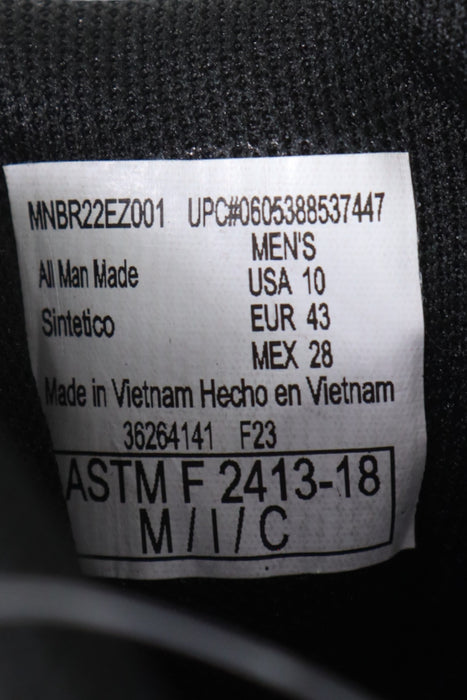 MNBR22EZ001 UPC#0605388537447
MEN'S
All Man Made
USA 10
Sintetico
EUR 43
MEX 28
Made in Vietnam Hecho en Vietnam
36264141 F23
ASTM F 2413-18
M / I / C